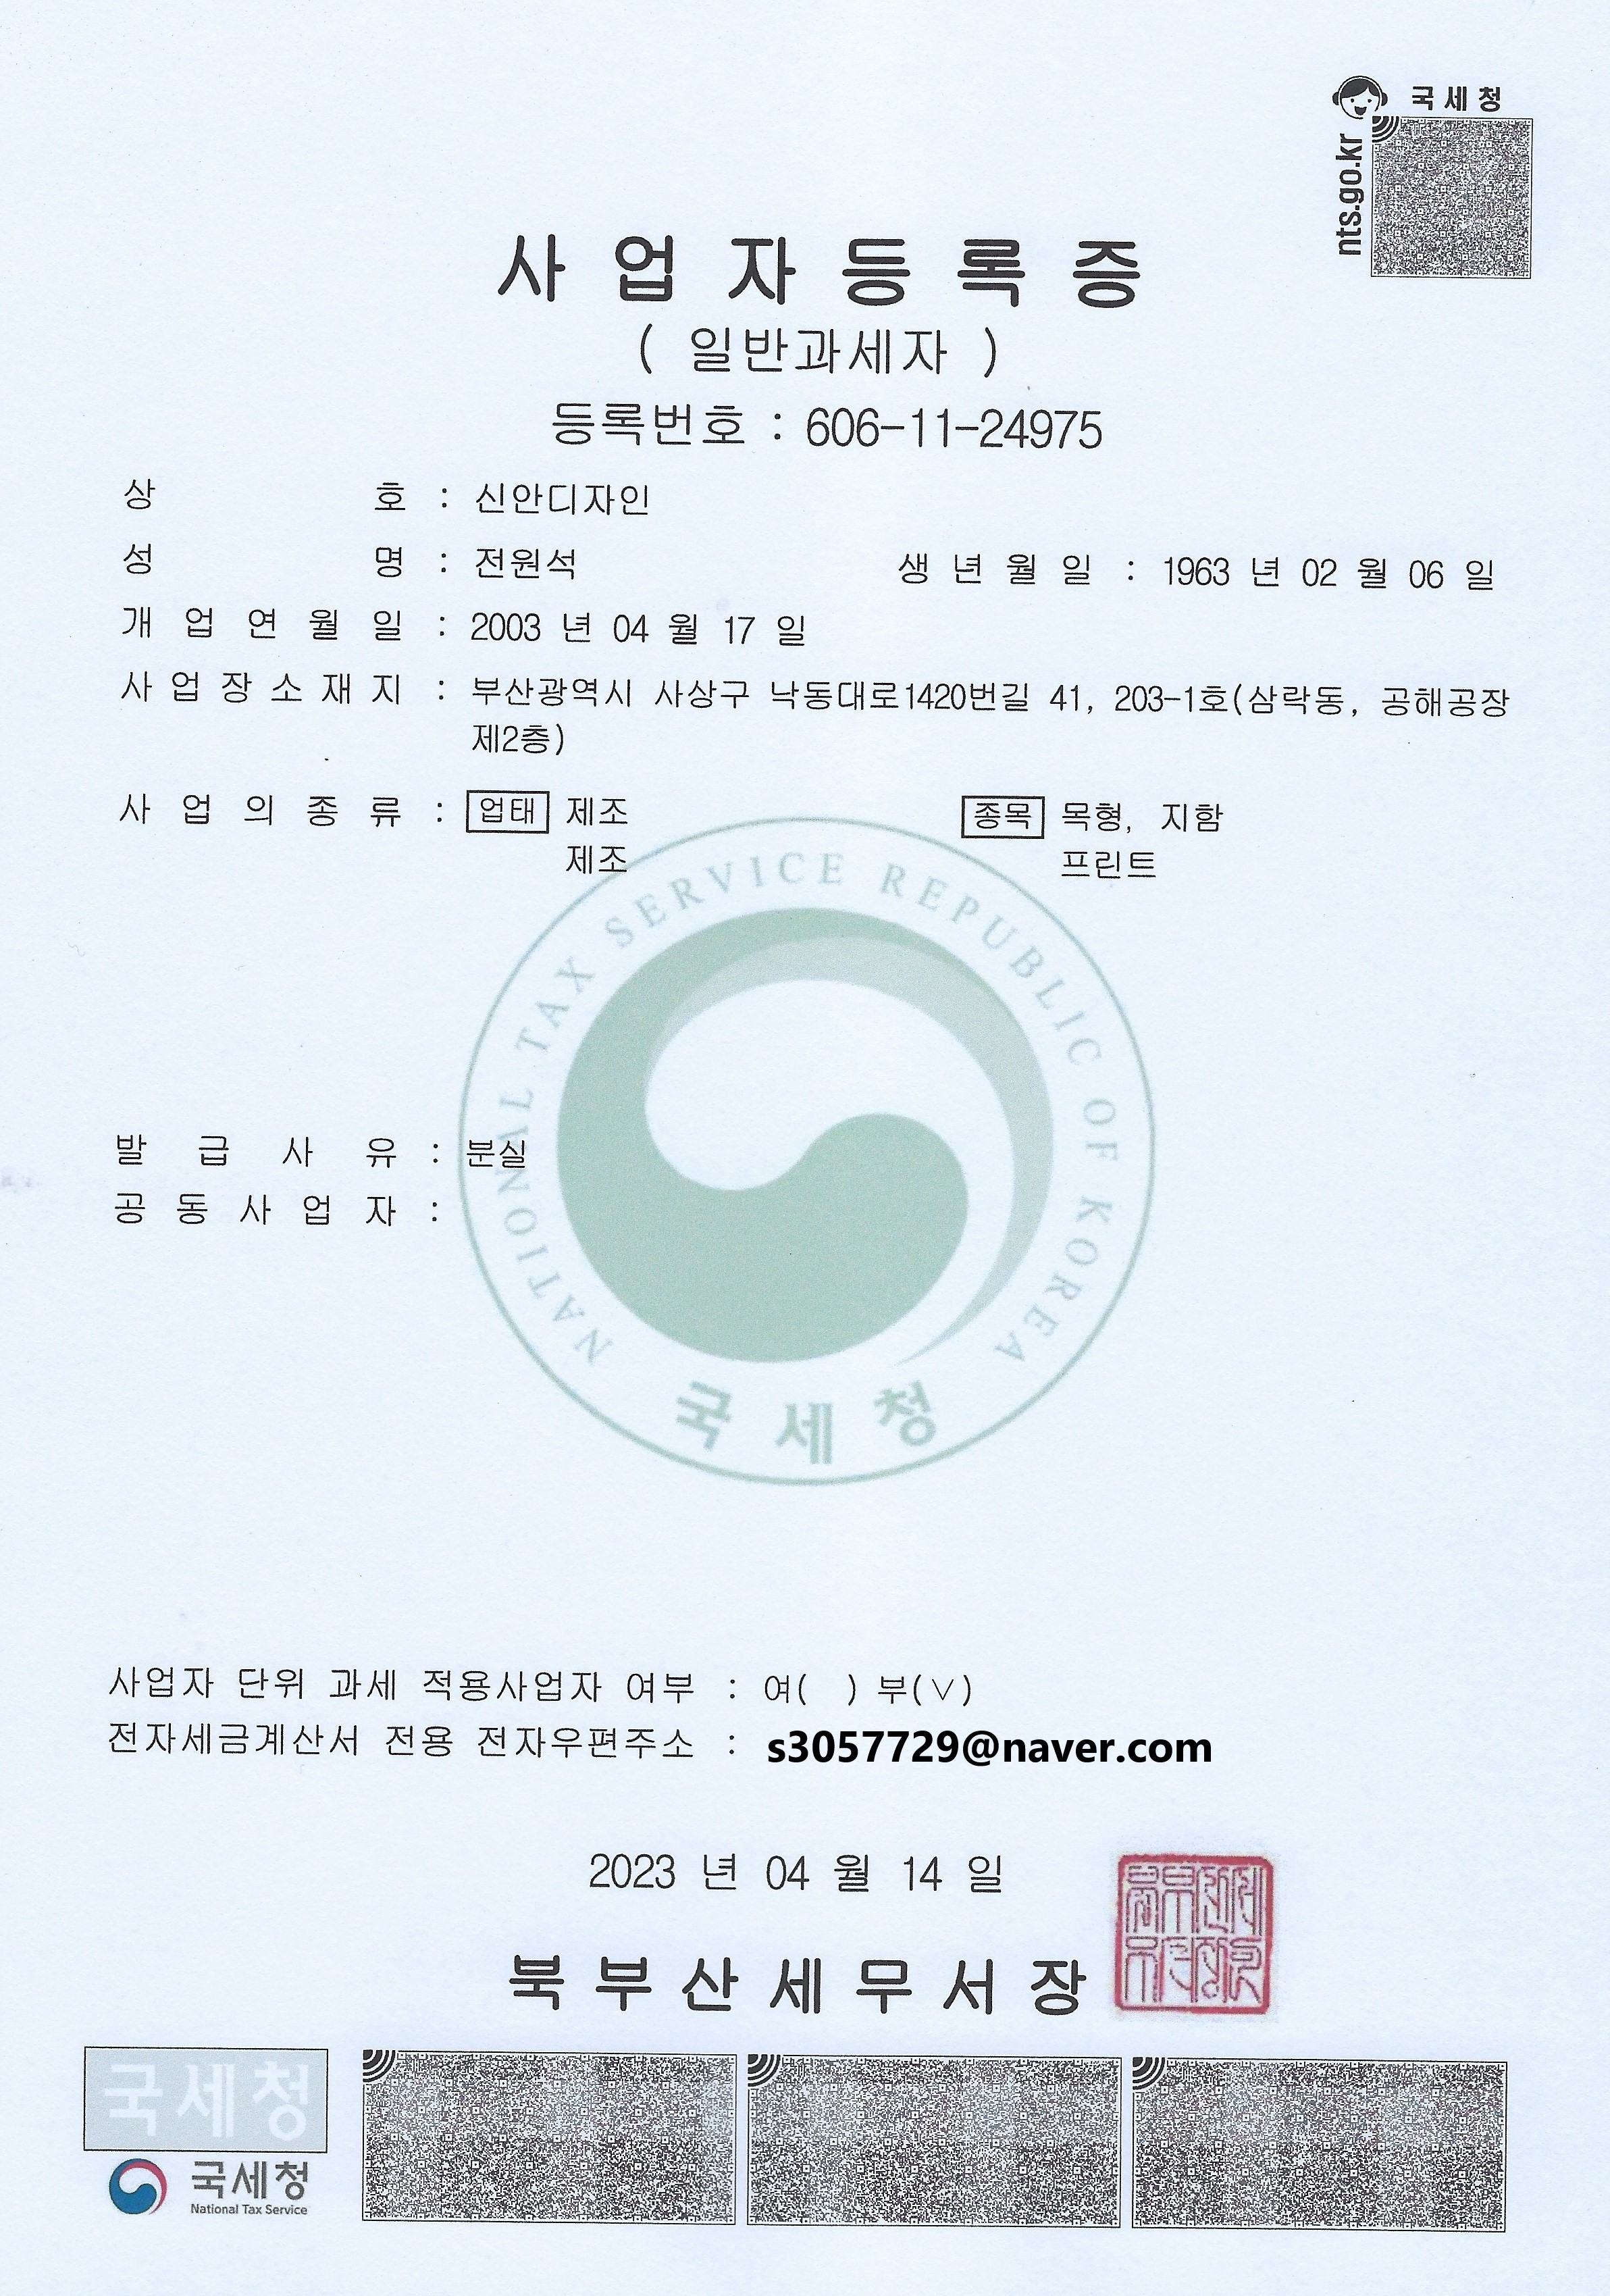 국세청
nts.go.kr
사업자등록증
( 일반과세자 )
등록번호 : 606-11-24975
상 호 : 신안디자인
성 명 : 전원석 생년월일 : 1963 년 02 월 06 일
개업연월일 : 2003 년 04 월 17 일
사업장소재지 : 부산광역시 사상구 낙동대로1420번길 41, 203-1호(삼락동, 공해공장
제2층)
사업의종류 : 업태 제조 종목 목형, 지함
제조 프린트
NATIONAL TAX SERVICE REPUBLIC OF KOREA
국세청
발급사유 : 분실
공동사업자 :
사업자 단위 과세 적용사업자 여부 : 여( ) 부(∨)
전자세금계산서 전용 전자우편주소 : s3057729@naver.com
2023 년 04 월 14 일
북부산세무서장
국세청
국세청
National Tax Service